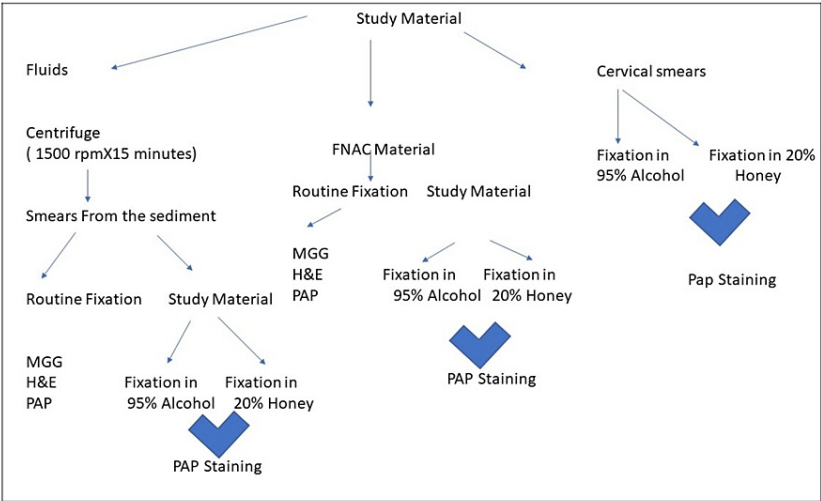 Study Material
Fluids
Centrifuge
( 1500 rpmX15 minutes)
Smears From the sediment
Routine Fixation
Study Material
MGG
H&E
PAP
Fixation in
95% Alcohol
Fixation in
20% Honey
PAP Staining
FNAC Material
Routine Fixation
Study Material
MGG
H&E
PAP
Fixation in
95% Alcohol
Fixation in
20% Honey
PAP Staining
Cervical smears
Fixation in
95% Alcohol
Fixation in 20%
Honey
Pap Staining